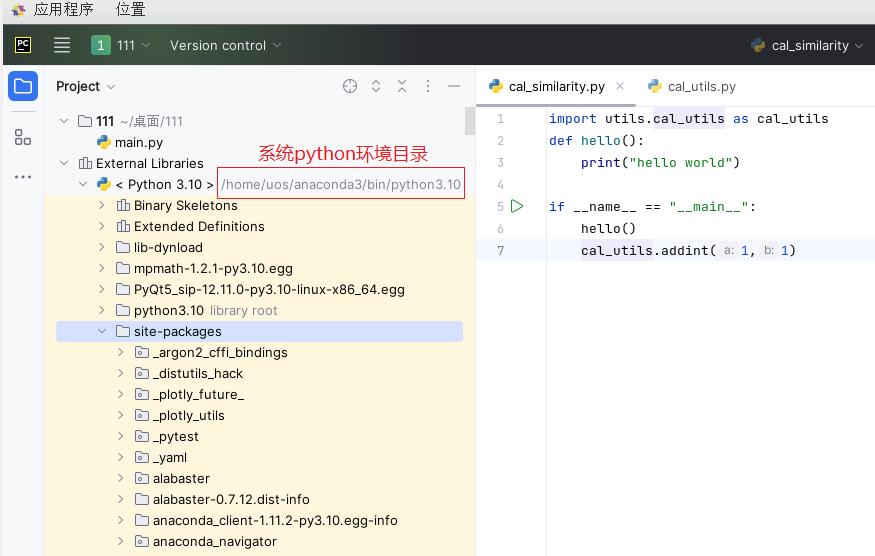 应用程序 位置
PC 1 111 Version control cal_similarity
Project
111 ~/桌面/111
main.py
External Libraries
系统python环境目录
< Python 3.10 > /home/uos/anaconda3/bin/python3.10
Binary Skeletons
Extended Definitions
lib-dynload
mpmath-1.2.1-py3.10.egg
PyQt5_sip-12.11.0-py3.10-linux-x86_64.egg
python3.10 library root
site-packages
_argon2_cffi_bindings
_distutils_hack
_plotly_future_
_plotly_utils
_pytest
_yaml
alabaster
alabaster-0.7.12.dist-info
anaconda_client-1.11.2-py3.10.egg-info
anaconda_navigator
cal_similarity.py × cal_utils.py
1 import utils.cal_utils as cal_utils
2 def hello():
3 print("hello world")
4
5 if __name__ == "__main__":
6 hello()
7 cal_utils.addint( a: 1, b: 1)